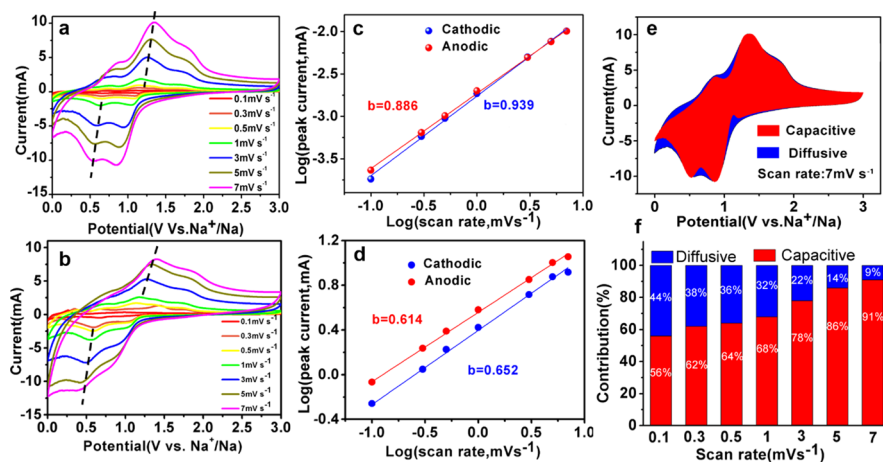 a
Current(mA)
10
5
0
-5
-10
-15
0.0 0.5 1.0 1.5 2.0 2.5 3.0
Potential(V Vs.Na+/Na)
0.1mV s-1
0.3mV s-1
0.5mV s-1
1mV s-1
3mV s-1
5mV s-1
7mV s-1
c
Cathodic
Anodic
b=0.886
b=0.939
Log(peak current,mA)
-2.0
-2.5
-3.0
-3.5
-1.0 -0.5 0.0 0.5 1.0
Log(scan rate,mVs-1)
e
Current(mA)
10
5
0
-5
-10
Capacitive
Diffusive
Scan rate:7mV s-1
0 1 2 3
Potential(V vs.Na+/Na)
b
Current(mA)
10
5
0
-5
-10
-15
0.0 0.5 1.0 1.5 2.0 2.5 3.0
Potential(V vs. Na+/Na)
0.1mV s-1
0.3mV s-1
0.5mV s-1
1mV s-1
3mV s-1
5mV s-1
7mV s-1
d
Cathodic
Anodic
b=0.614
b=0.652
Log(peak current,mA)
1.2
0.8
0.4
0.0
-0.4
-1.0 -0.5 0.0 0.5 1.0
Log(scan rate,mVs-1)
f
Diffusive Capacitive
Contribution(%)
100
80
60
40
20
0
44% 38% 36% 32% 22% 14% 9%
56% 62% 64% 68% 78% 86% 91%
0.1 0.3 0.5 1 3 5 7
Scan rate(mVs-1)